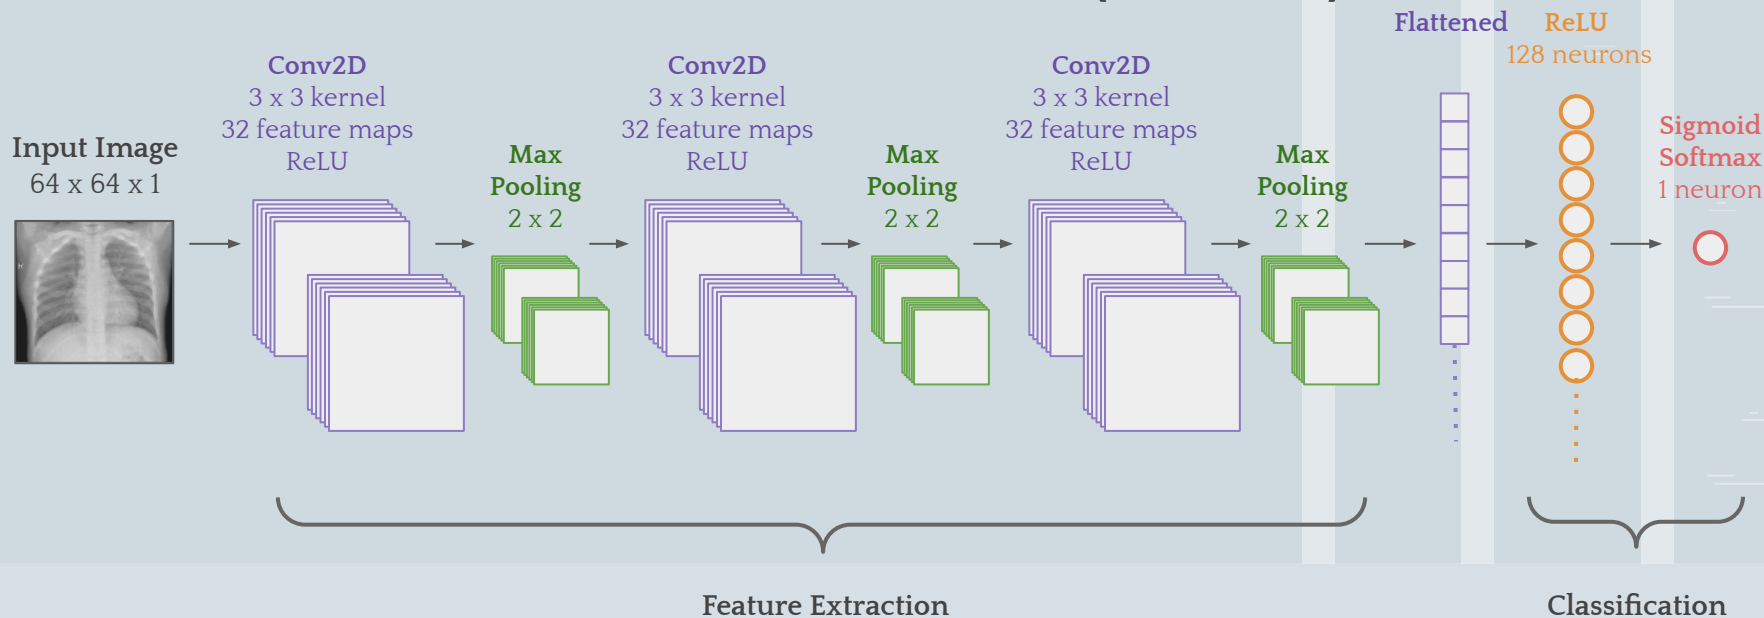 Input Image
64 x 64 x 1
Conv2D
3 x 3 kernel
32 feature maps
ReLU
Max
Pooling
2 x 2
Conv2D
3 x 3 kernel
32 feature maps
ReLU
Max
Pooling
2 x 2
Conv2D
3 x 3 kernel
32 feature maps
ReLU
Max
Pooling
2 x 2
Flattened
ReLU
128 neurons
Sigmoid
Softmax
1 neuron
Feature Extraction
Classification